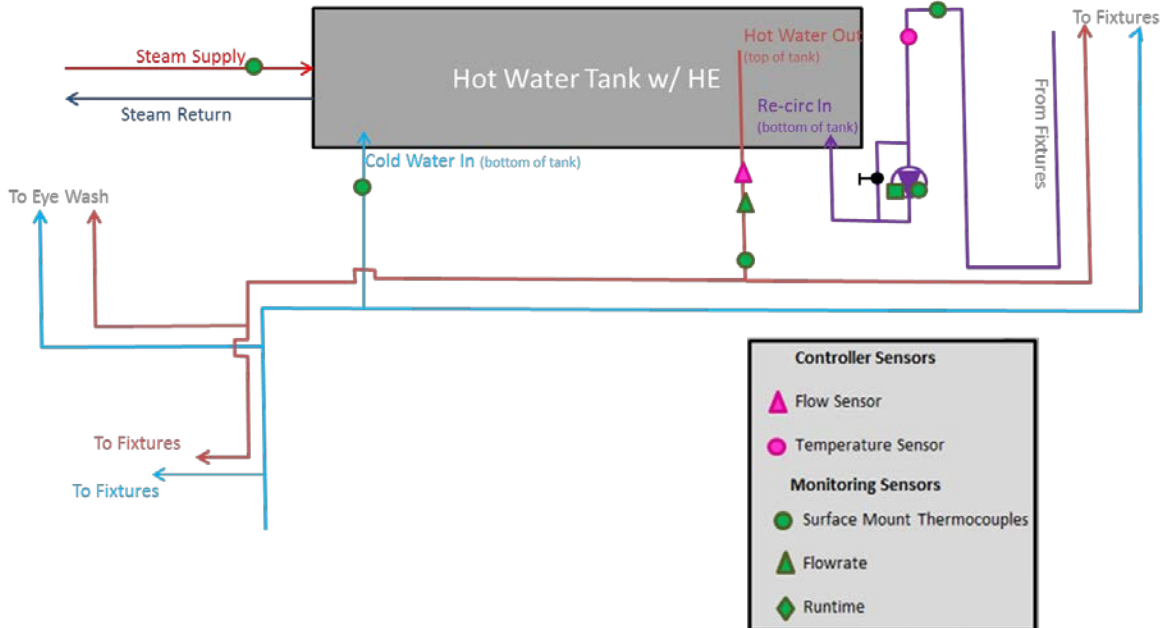 To Fixtures
Hot Water Out
(top of tank)
Steam Supply
Hot Water Tank w/ HE
Re-circ In
(bottom of tank)
From Fixtures
Steam Return
Cold Water In (bottom of tank)
To Eye Wash
Controller Sensors
Flow Sensor
To Fixtures
Temperature Sensor
Monitoring Sensors
To Fixtures
Surface Mount Thermocouples
Flowrate
Runtime